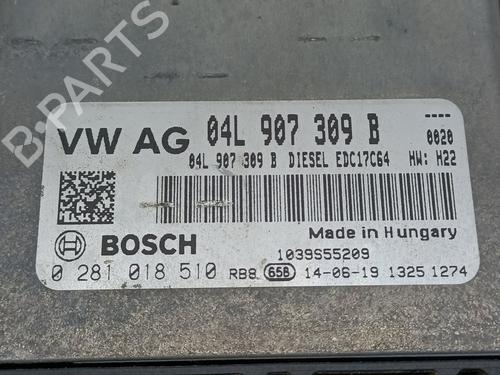 B-PARTS
VW AG 04L 907 309 B ----
0020
04L 907 309 B DIESEL EDC17C64 HW: H22
Made in Hungary
BOSCH 1039S55209
0 281 018 510 RB8. 658 14-06-19 1325 1274